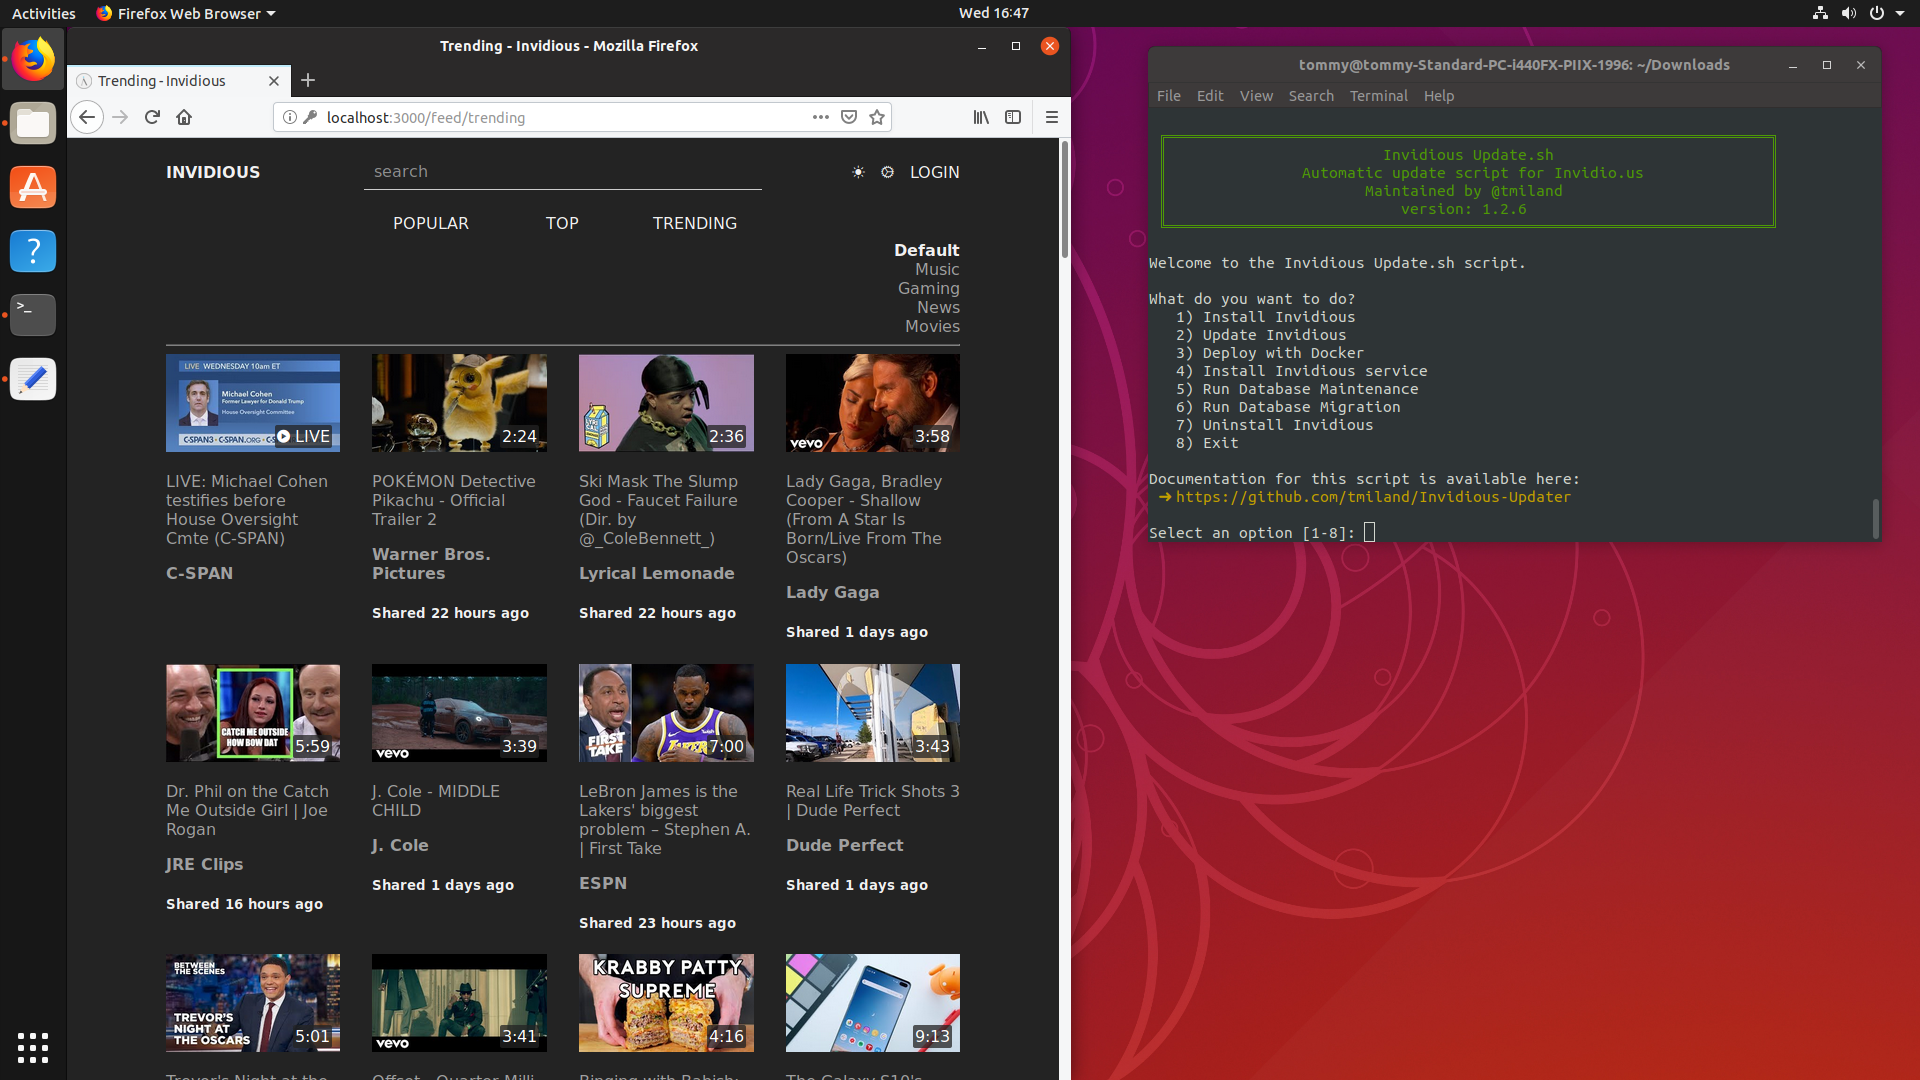 Activities
Firefox Web Browser
Wed 16:47
Trending - Invidious - Mozilla Firefox
Trending - Invidious
localhost:3000/feed/trending
INVIDIOUS
search
LOGIN
POPULAR
TOP
TRENDING
Default
Music
Gaming
News
Movies
LIVE WEDNESDAY 10am ET
Michael Cohen
Former Lawyer for Donald Trump
House Oversight Committee
LIVE
2:24
2:36
vevo
3:58
LIVE: Michael Cohen
testifies before
House Oversight
Cmte (C-SPAN)
C-SPAN
POKÉMON Detective
Pikachu - Official
Trailer 2
Warner Bros.
Pictures
Shared 22 hours ago
Ski Mask The Slump
God - Faucet Failure
(Dir. by
@_ColeBennett_)
Lyrical Lemonade
Shared 22 hours ago
Lady Gaga, Bradley
Cooper - Shallow
(From A Star Is
Born/Live From The
Oscars)
Lady Gaga
Shared 1 days ago
CATCH ME OUTSIDE
HOW BOW DAT
5:59
vevo
3:39
FIRST
TAKE
7:00
3:43
Dr. Phil on the Catch
Me Outside Girl | Joe
Rogan
JRE Clips
Shared 16 hours ago
J. Cole - MIDDLE
CHILD
J. Cole
Shared 1 days ago
LeBron James is the
Lakers' biggest
problem – Stephen A.
| First Take
ESPN
Shared 23 hours ago
Real Life Trick Shots 3
| Dude Perfect
Dude Perfect
Shared 1 days ago
BETWEEN
THE SCENES
TREVOR'S
NIGHT AT
THE OSCARS
5:01
vevo
3:41
KRABBY PATTY
SUPREME
4:16
9:13
Trevor's Night at the
Offset - Quarter Milli
Binging with Babish:
The Galaxy S10's
tommy@tommy-Standard-PC-i440FX-PIIX-1996: ~/Downloads
File Edit View Search Terminal Help
Invidious Update.sh
Automatic update script for Invidio.us
Maintained by @tmiland
version: 1.2.6
Welcome to the Invidious Update.sh script.
What do you want to do?
1) Install Invidious
2) Update Invidious
3) Deploy with Docker
4) Install Invidious service
5) Run Database Maintenance
6) Run Database Migration
7) Uninstall Invidious
8) Exit
Documentation for this script is available here:
➜ https://github.com/tmiland/Invidious-Updater
Select an option [1-8]: